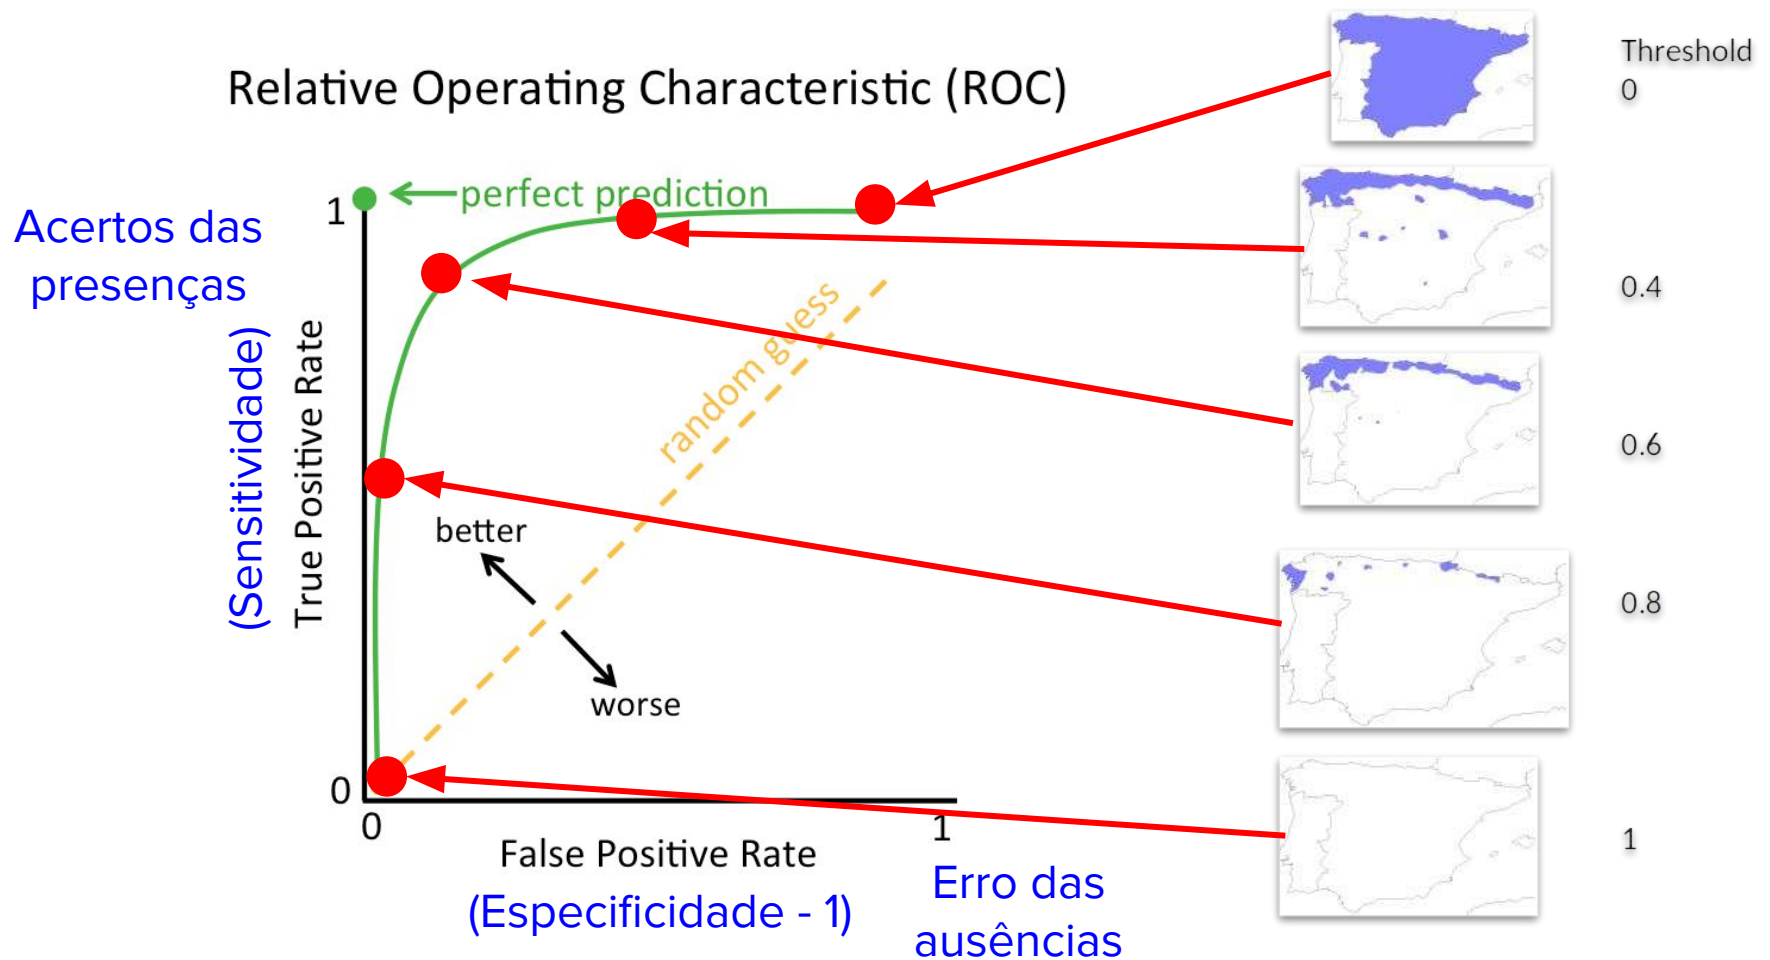 Relative Operating Characteristic (ROC)
Threshold
0
0.4
0.6
0.8
1
perfect prediction
1
Acertos das
presenças
(Sensitividade)
True Positive Rate
random guess
better
worse
0
0
1
False Positive Rate
(Especificidade - 1)
Erro das
ausências